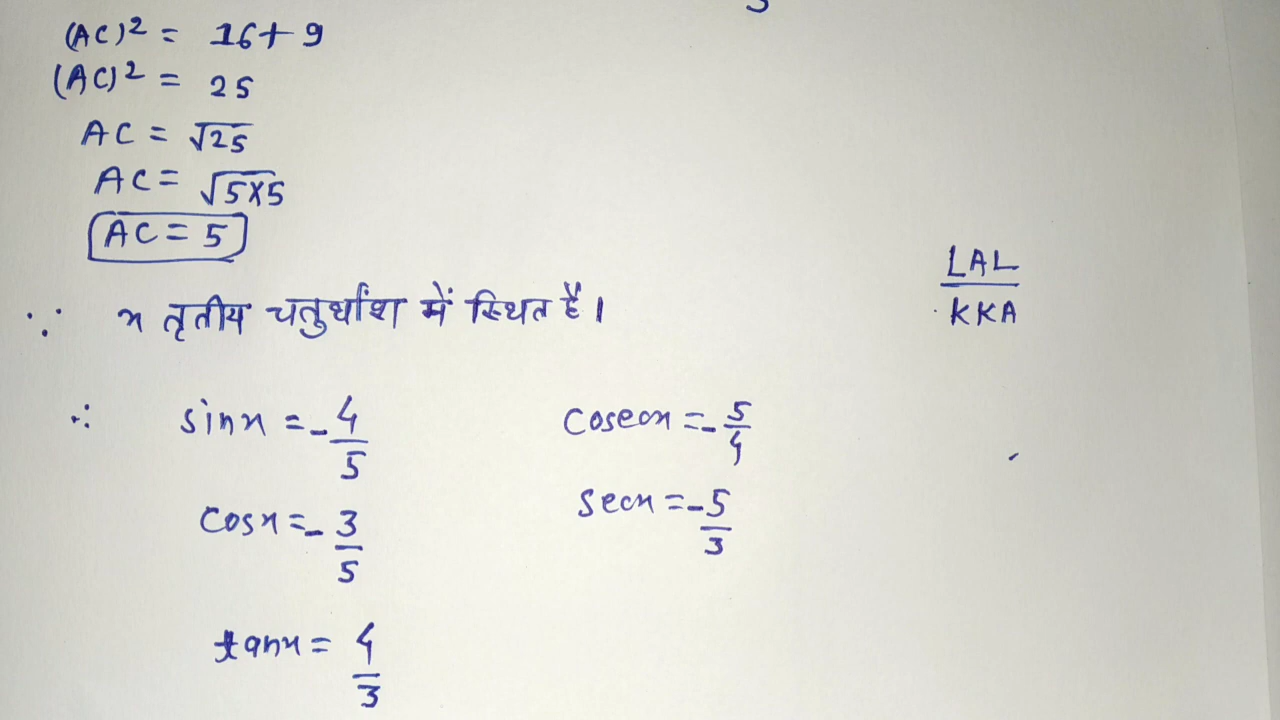 (AC)² = 16+9
(AC)² = 25
AC = √25
AC = √5×5
AC = 5
LAL
KKA
∵ x तृतीय चतुर्थांश में स्थित है।
∴ sinx = -4/5
cosecx = -5/4
cosx = -3/5
secx = -5/3
tanx = 4/3